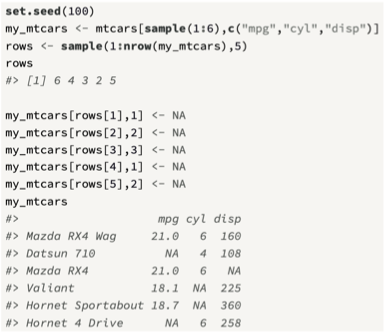 set.seed(100)
my_mtcars <- mtcars[sample(1:6),c("mpg","cyl","disp")]
rows <- sample(1:nrow(my_mtcars),5)
rows
#> [1] 6 4 3 2 5

my_mtcars[rows[1],1] <- NA
my_mtcars[rows[2],2] <- NA
my_mtcars[rows[3],3] <- NA
my_mtcars[rows[4],1] <- NA
my_mtcars[rows[5],2] <- NA
my_mtcars
#>                    mpg cyl disp
#> Mazda RX4 Wag     21.0   6  160
#> Datsun 710          NA   4  108
#> Mazda RX4         21.0   6   NA
#> Valiant           18.1  NA  225
#> Hornet Sportabout 18.7  NA  360
#> Hornet 4 Drive      NA   6  258